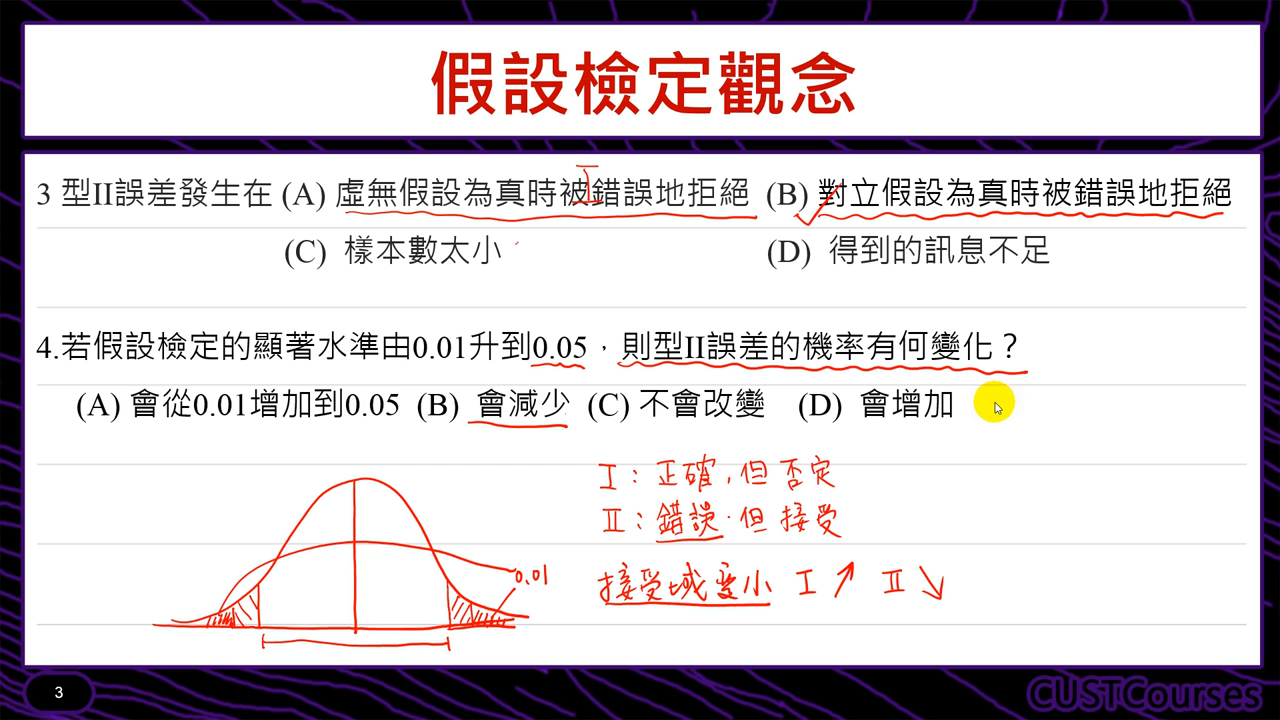 假設檢定觀念
3 型II誤差發生在 (A) 虛無假設為真時被錯誤地拒絕 (B) 對立假設為真時被錯誤地拒絕
I
(C) 樣本數太小 (D) 得到的訊息不足
4.若假設檢定的顯著水準由0.01升到0.05，則型II誤差的機率有何變化？
(A) 會從0.01增加到0.05 (B) 會減少 (C) 不會改變 (D) 會增加
I：正確，但否定
II：錯誤，但接受
接受域變小 I ↗ II ↘
0.01
3
CUSTCourses